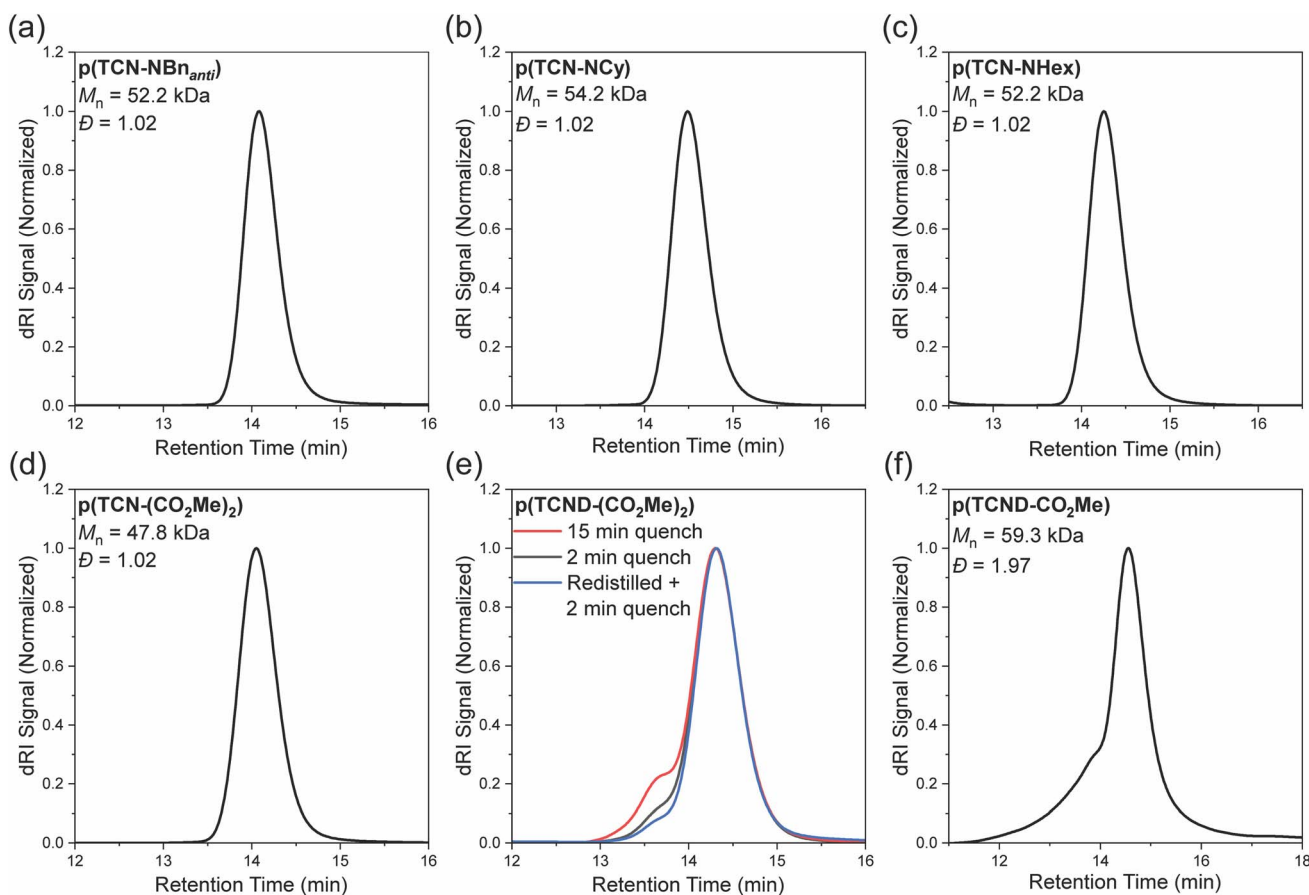 (a)
p(TCN-NBn_anti)
M_n = 52.2 kDa
Đ = 1.02
dRI Signal (Normalized)
1.2
1.0
0.8
0.6
0.4
0.2
0.0
12 13 14 15 16
Retention Time (min)
(b)
p(TCN-NCy)
M_n = 54.2 kDa
Đ = 1.02
dRI Signal (Normalized)
1.2
1.0
0.8
0.6
0.4
0.2
0.0
13 14 15 16
Retention Time (min)
(c)
p(TCN-NHex)
M_n = 52.2 kDa
Đ = 1.02
dRI Signal (Normalized)
1.2
1.0
0.8
0.6
0.4
0.2
0.0
13 14 15 16
Retention Time (min)
(d)
p(TCN-(CO₂Me)₂)
M_n = 47.8 kDa
Đ = 1.02
dRI Signal (Normalized)
1.2
1.0
0.8
0.6
0.4
0.2
0.0
12 13 14 15 16
Retention Time (min)
(e)
p(TCND-(CO₂Me)₂)
15 min quench
2 min quench
Redistilled +
2 min quench
dRI Signal (Normalized)
1.2
1.0
0.8
0.6
0.4
0.2
0.0
12 13 14 15 16
Retention Time (min)
(f)
p(TCND-CO₂Me)
M_n = 59.3 kDa
Đ = 1.97
dRI Signal (Normalized)
1.2
1.0
0.8
0.6
0.4
0.2
0.0
12 14 16 18
Retention Time (min)